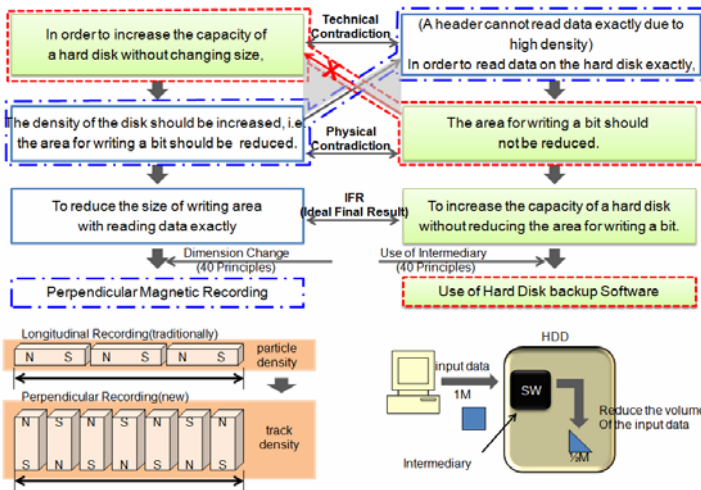 In order to increase the capacity of
a hard disk without changing size,
Technical
Contradiction
(A header cannot read data exactly due to
high density)
In order to read data on the hard disk exactly,
The density of the disk should be increased, i.e.
the area for writing a bit should be reduced.
Physical
Contradiction
The area for writing a bit should
not be reduced.
To reduce the size of writing area
with reading data exactly
IFR
(Ideal Final Result)
To increase the capacity of a hard disk
without reducing the area for writing a bit.
Dimension Change
(40 Principles)
Use of Intermediary
(40 Principles)
Perpendicular Magnetic Recording
Use of Hard Disk backup Software
Longitudinal Recording(traditionally)
N S N S N S
particle
density
Perpendicular Recording(new)
N S N S N S N
S N S N S N S
track
density
HDD
input data
1M
SW
Reduce the volume
Of the input data
½M
Intermediary